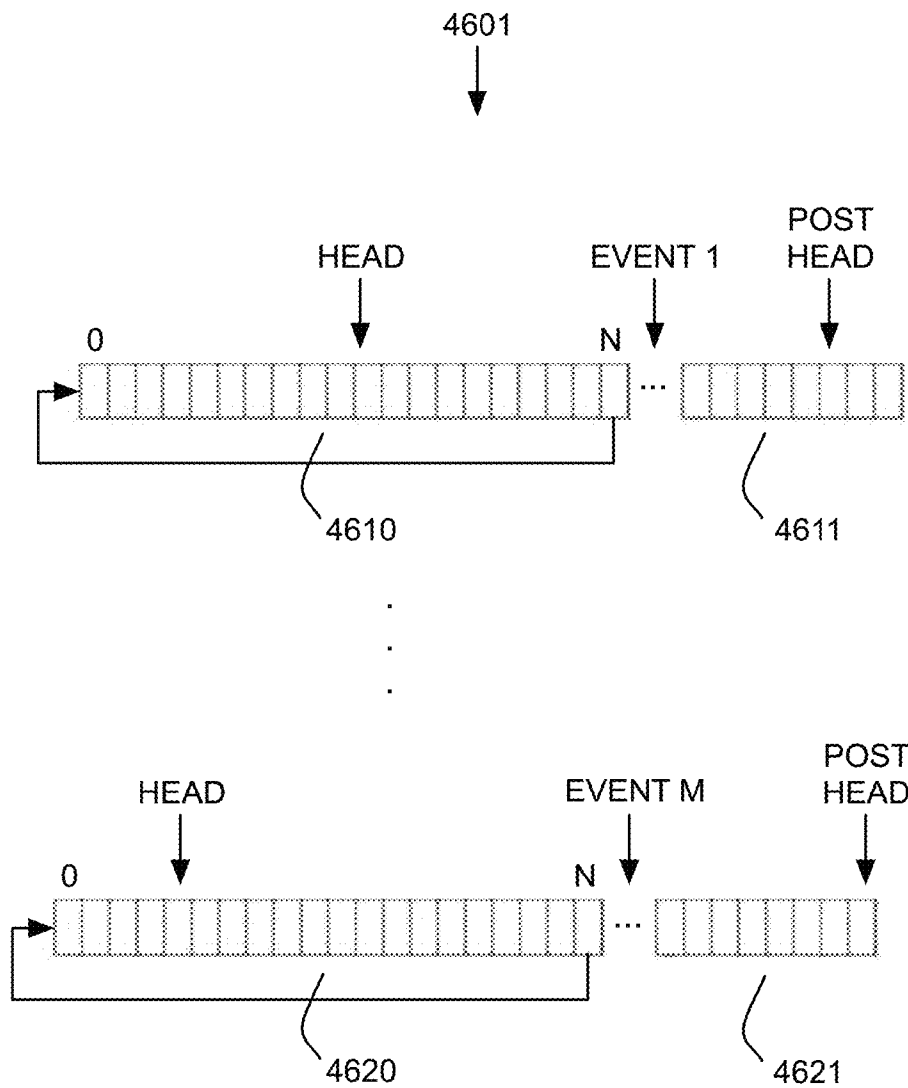 4601
POST
HEAD EVENT 1 HEAD
0 N
...
4610 4611
.
.
.
POST
HEAD EVENT M HEAD
0 N
...
4620 4621